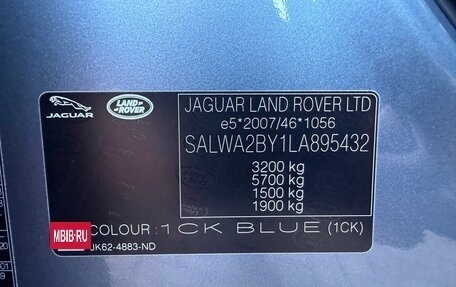 JAGUAR
LAND ROVER
JAGUAR LAND ROVER LTD
e5*2007/46*1056
SALWA2BY1LA895432
3200 kg
5700 kg
1500 kg
1900 kg
COLOUR : 1CK BLUE (1CK)
MBIB·RU
JK62-4883-ND